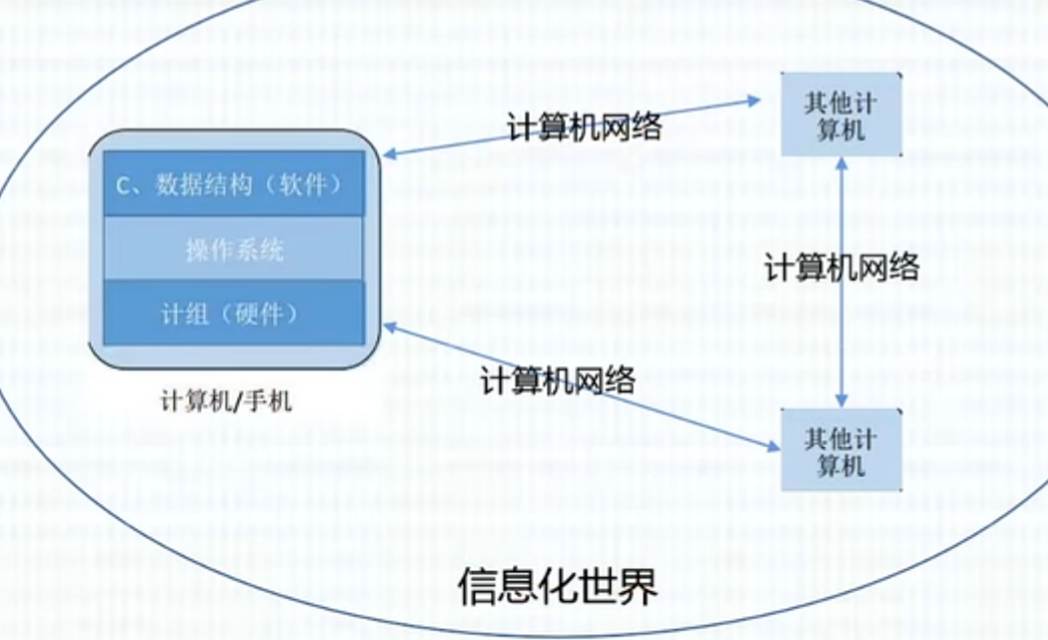 其他计
算机
计算机网络
C、数据结构（软件）
操作系统
计算机网络
计组（硬件）
计算机网络
计算机/手机
其他计
算机
信息化世界